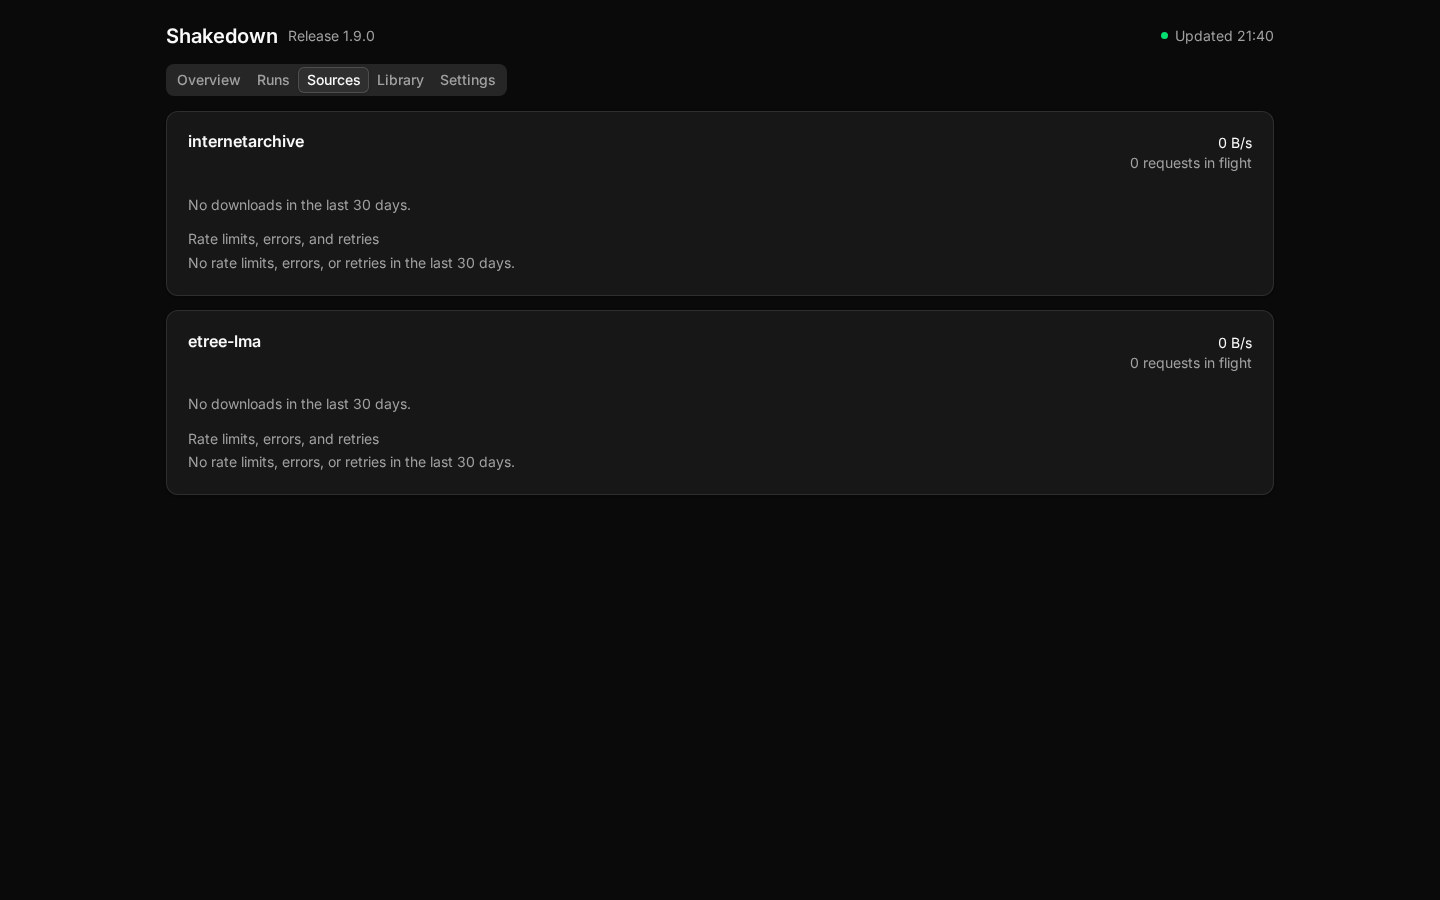 Shakedown Release 1.9.0
Updated 21:40
Overview Runs Sources Library Settings
internetarchive
0 B/s
0 requests in flight
No downloads in the last 30 days.
Rate limits, errors, and retries
No rate limits, errors, or retries in the last 30 days.
etree-lma
0 B/s
0 requests in flight
No downloads in the last 30 days.
Rate limits, errors, and retries
No rate limits, errors, or retries in the last 30 days.